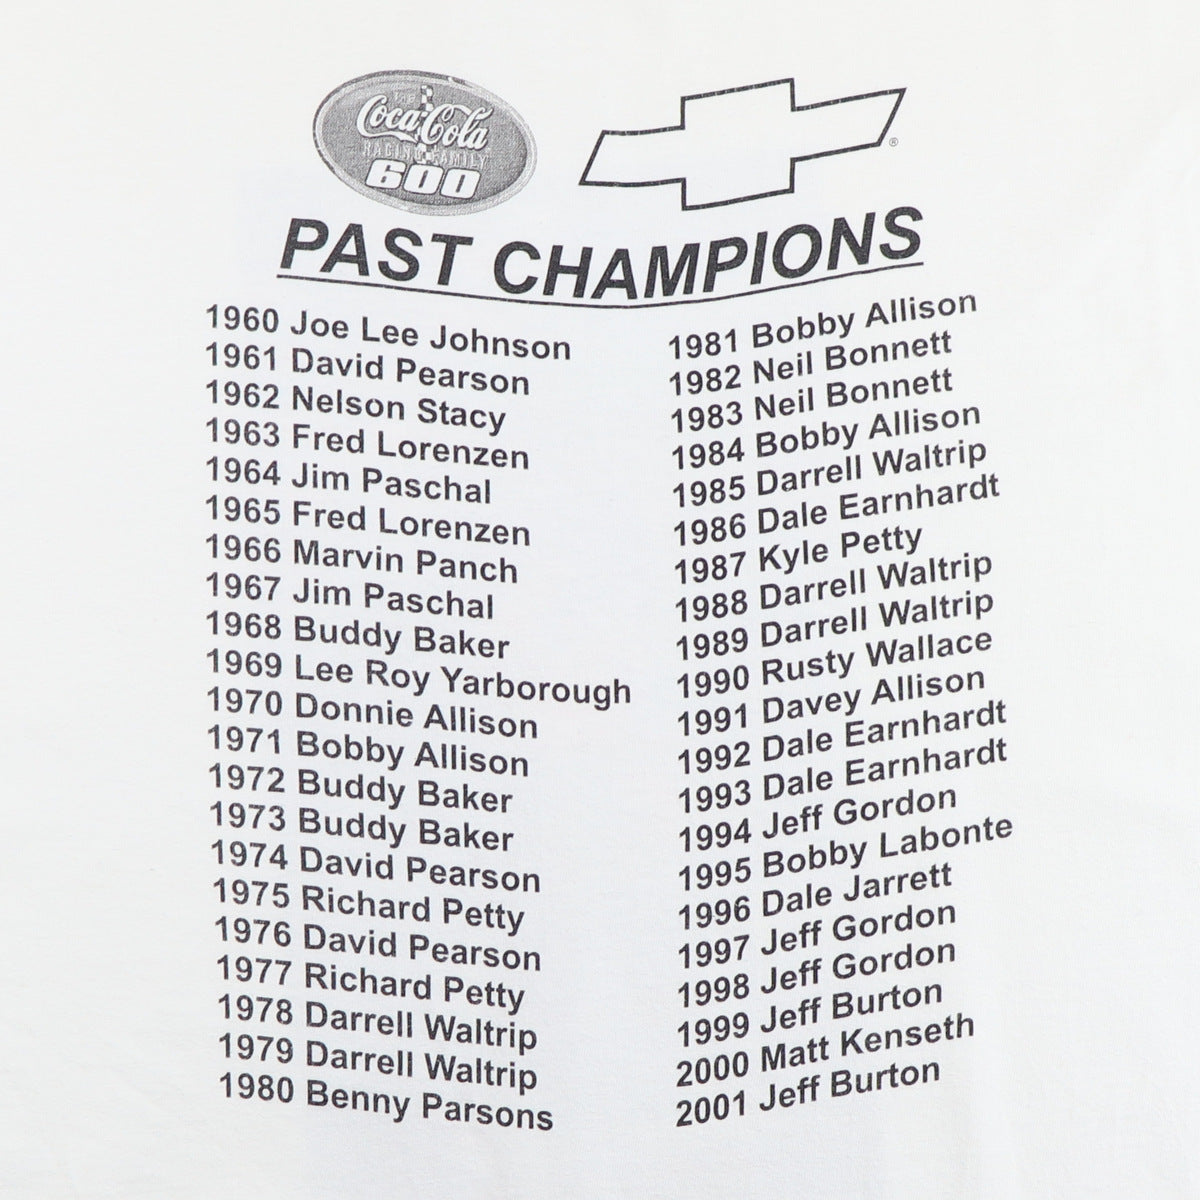 Coca-Cola
RACING FAMILY
600
®
PAST CHAMPIONS
1960 Joe Lee Johnson
1961 David Pearson
1962 Nelson Stacy
1963 Fred Lorenzen
1964 Jim Paschal
1965 Fred Lorenzen
1966 Marvin Panch
1967 Jim Paschal
1968 Buddy Baker
1969 Lee Roy Yarborough
1970 Donnie Allison
1971 Bobby Allison
1972 Buddy Baker
1973 Buddy Baker
1974 David Pearson
1975 Richard Petty
1976 David Pearson
1977 Richard Petty
1978 Darrell Waltrip
1979 Darrell Waltrip
1980 Benny Parsons
1981 Bobby Allison
1982 Neil Bonnett
1983 Neil Bonnett
1984 Bobby Allison
1985 Darrell Waltrip
1986 Dale Earnhardt
1987 Kyle Petty
1988 Darrell Waltrip
1989 Darrell Waltrip
1990 Rusty Wallace
1991 Davey Allison
1992 Dale Earnhardt
1993 Dale Earnhardt
1994 Jeff Gordon
1995 Bobby Labonte
1996 Dale Jarrett
1997 Jeff Gordon
1998 Jeff Gordon
1999 Jeff Burton
2000 Matt Kenseth
2001 Jeff Burton